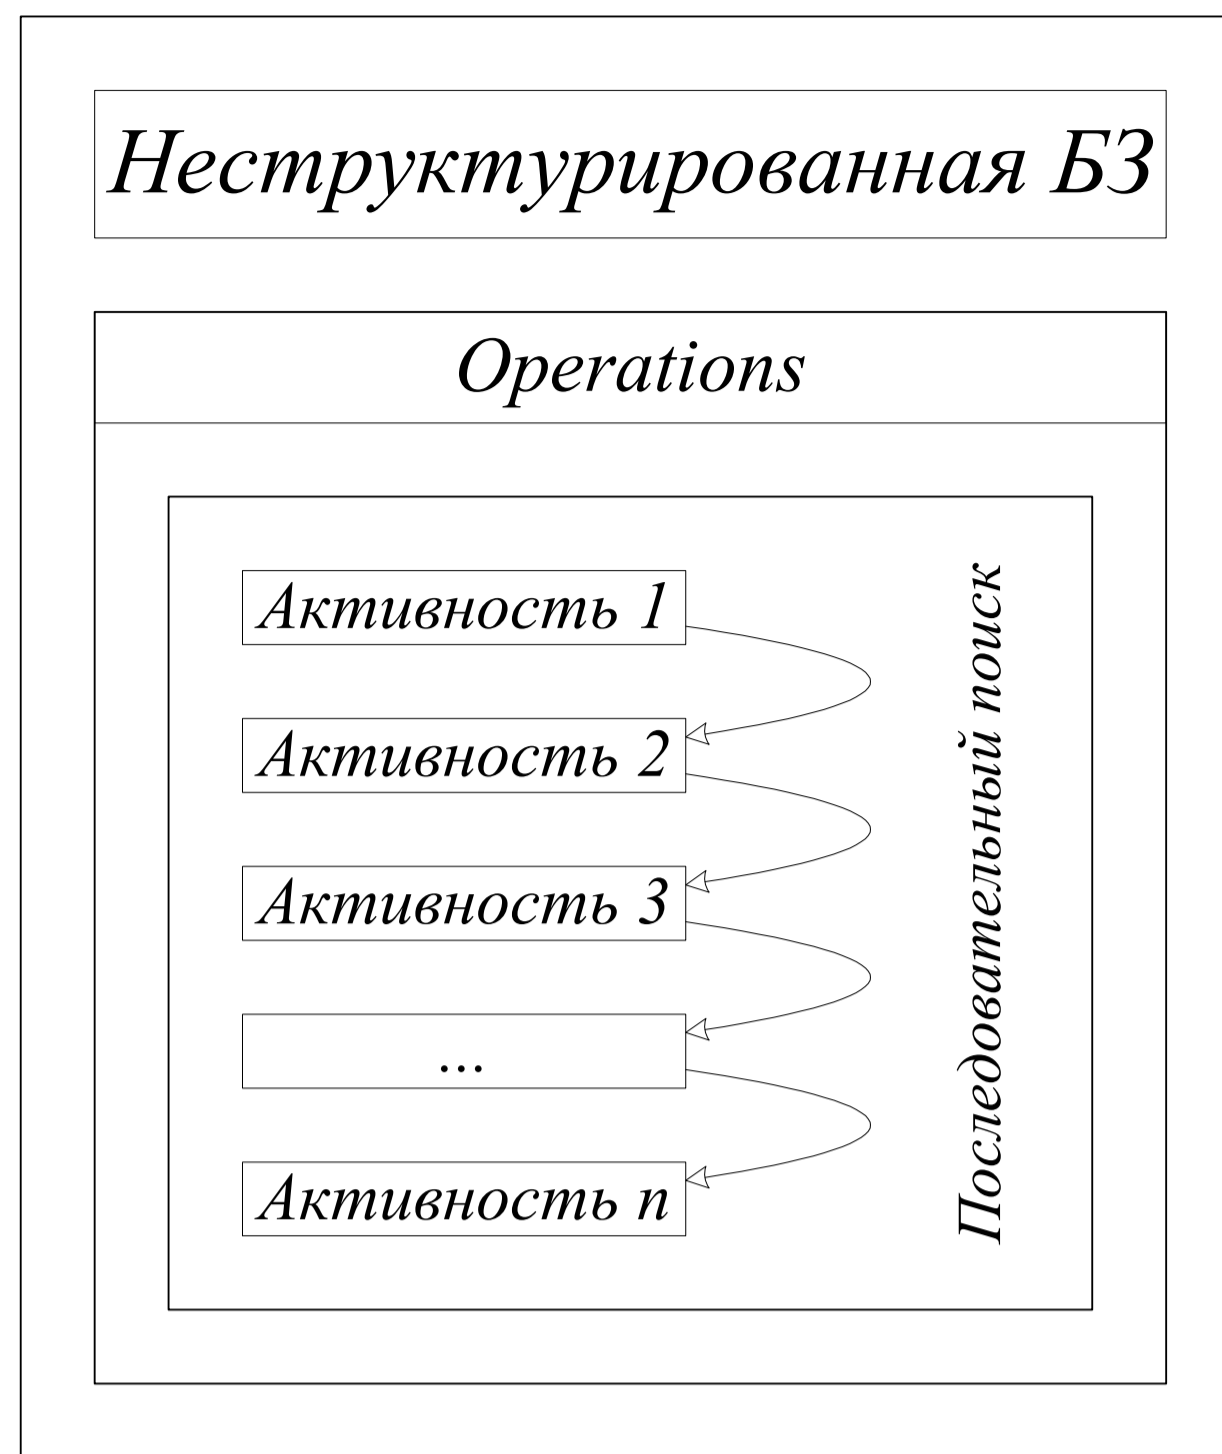 Неструктурированная БЗ
Operations
Активность 1
Активность 2
Активность 3
...
Активность n
Последовательный поиск